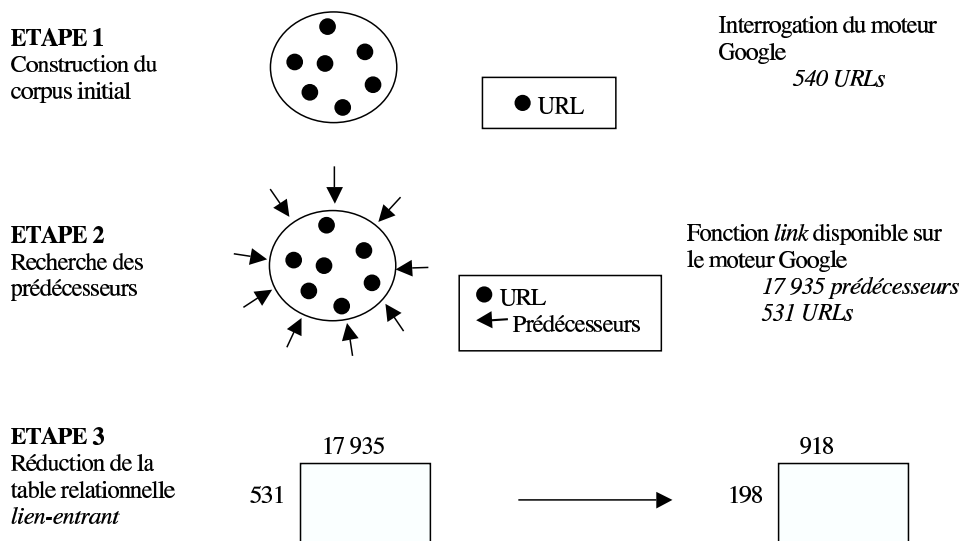 ETAPE 1
Construction du
corpus initial
URL
Interrogation du moteur
Google
540 URLs
ETAPE 2
Recherche des
prédécesseurs
URL
Prédécesseurs
Fonction link disponible sur
le moteur Google
17 935 prédécesseurs
531 URLs
ETAPE 3
Réduction de la
table relationnelle
lien-entrant
17 935
531
918
198